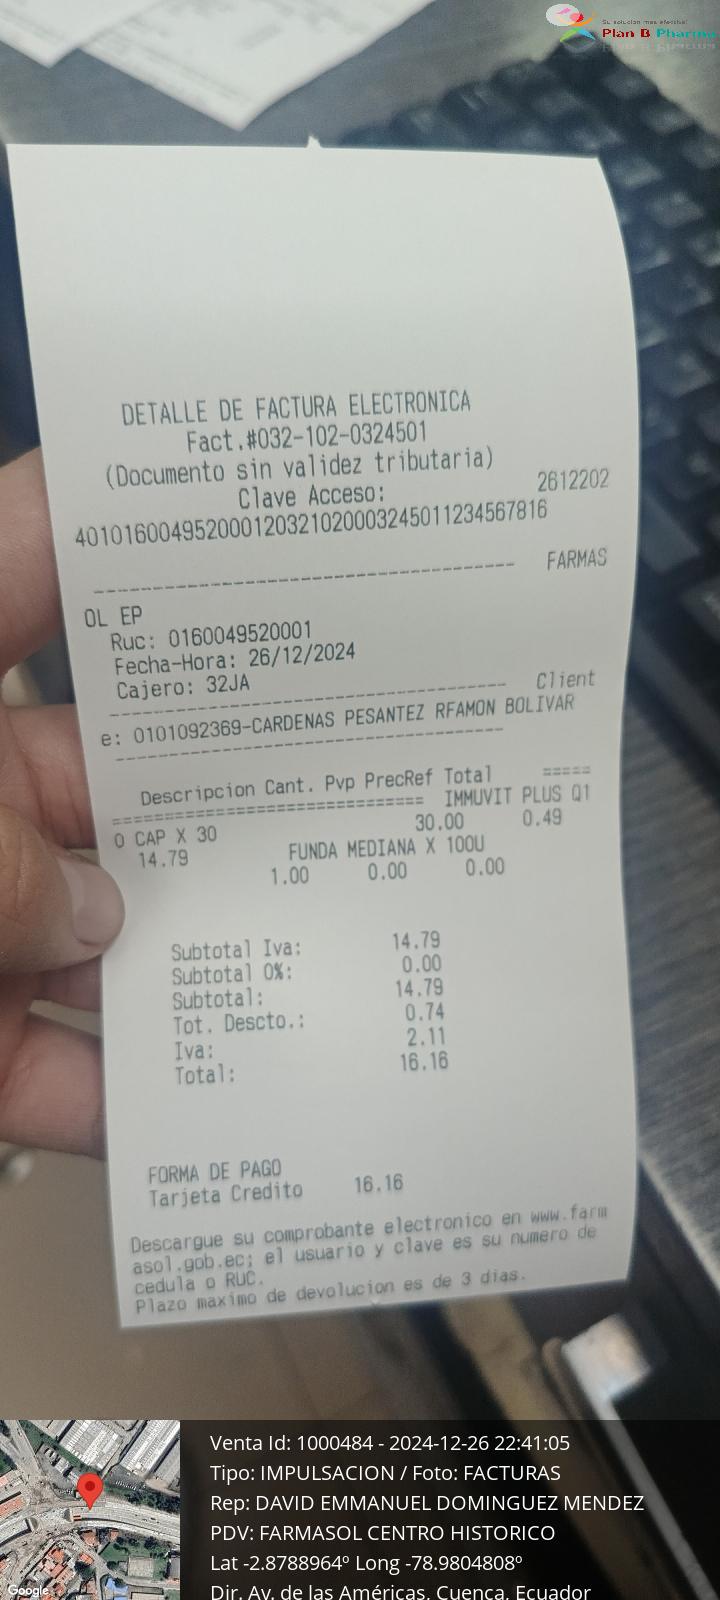 Su solucion mas efectiva!
Plan B Pharma
DETALLE DE FACTURA ELECTRONICA
Fact.#032-102-0324501
(Documento sin validez tributaria)
Clave Acceso: 2612202
401016004952000120321020003245011234567816
------------------------------------ FARMAS
OL EP
Ruc: 0160049520001
Fecha-Hora: 26/12/2024
Cajero: 32JA
------------------------------------ Client
e: 0101092369-CARDENAS PESANTEZ RFAMON BOLIVAR
------------------------------------
Descripcion Cant. Pvp PrecRef Total =====
=============================== IMMUVIT PLUS Q1
0 CAP X 30 30.00 0.49
14.79 FUNDA MEDIANA X 100U
1.00 0.00 0.00
Subtotal Iva: 14.79
Subtotal 0%: 0.00
Subtotal: 14.79
Tot. Descto.: 0.74
Iva: 2.11
Total: 16.16
FORMA DE PAGO
Tarjeta Credito 16.16
Descargue su comprobante electronico en www.farm
asol.gob.ec; el usuario y clave es su numero de
cedula o RUC.
Plazo maximo de devolucion es de 3 dias.
Venta Id: 1000484 - 2024-12-26 22:41:05
Tipo: IMPULSACION / Foto: FACTURAS
Rep: DAVID EMMANUEL DOMINGUEZ MENDEZ
PDV: FARMASOL CENTRO HISTORICO
Lat -2.8788964º Long -78.9804808º
Dir. Av. de las Américas, Cuenca, Ecuador
Google